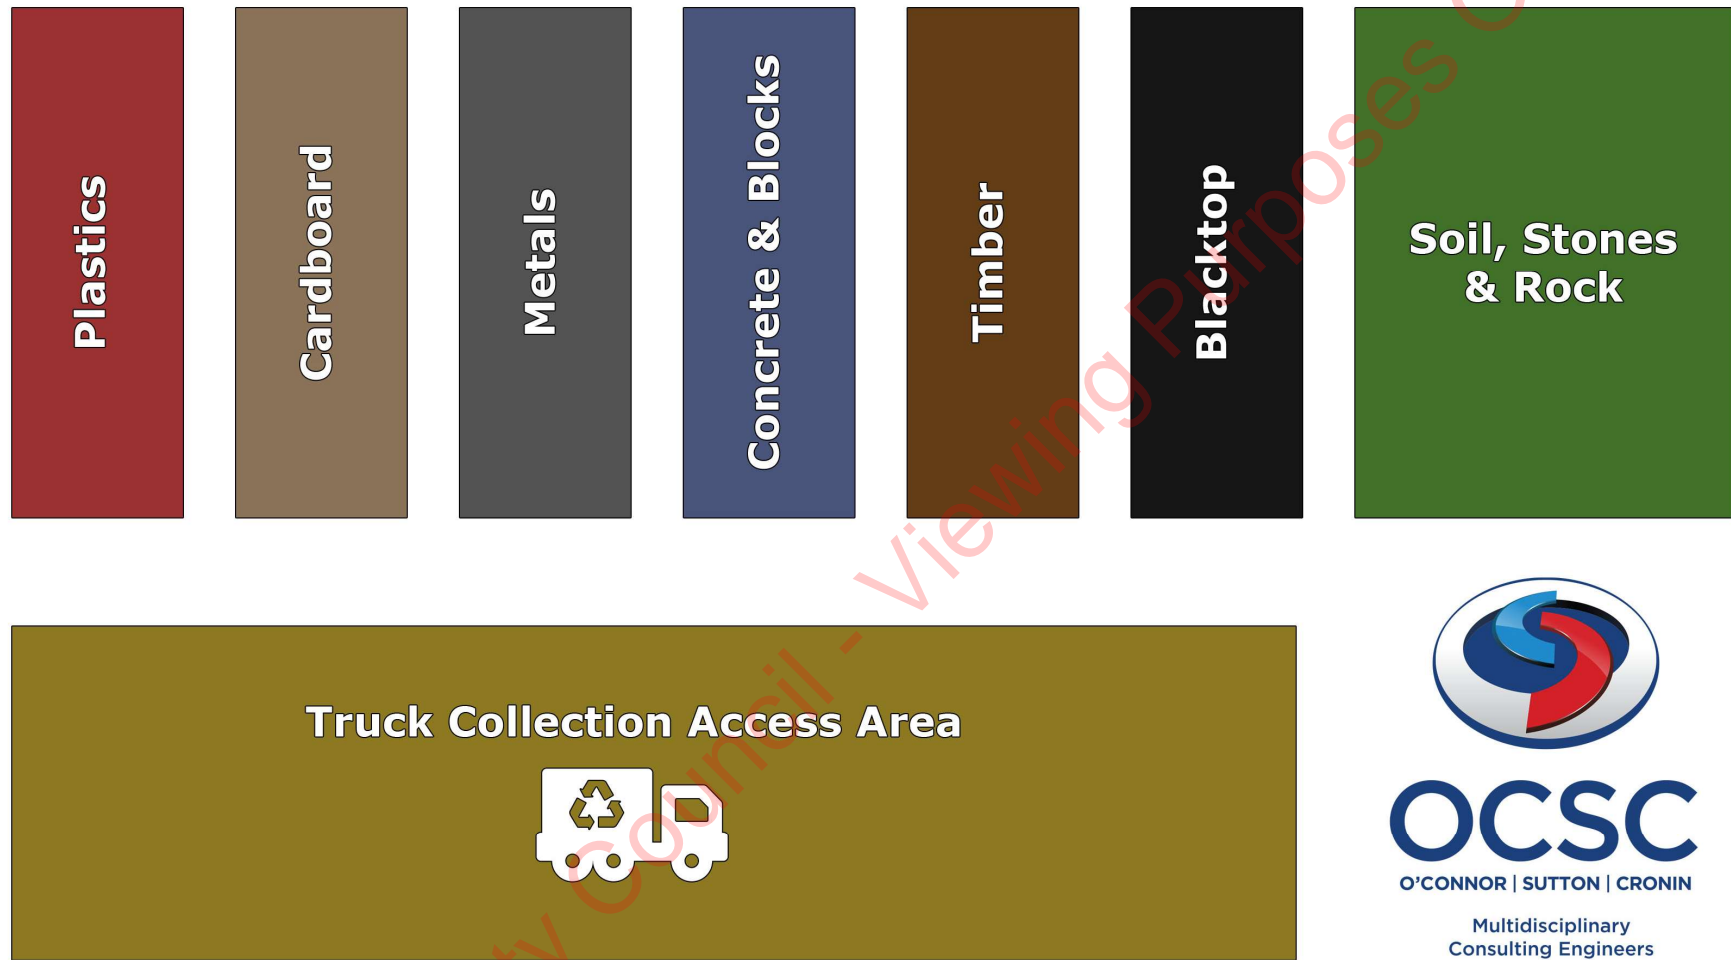 Plastics
Cardboard
Metals
Concrete & Blocks
Timber
Blacktop
Soil, Stones
& Rock
Truck Collection Access Area
OCSC
O'CONNOR | SUTTON | CRONIN
Multidisciplinary
Consulting Engineers
Council - Viewing Purposes